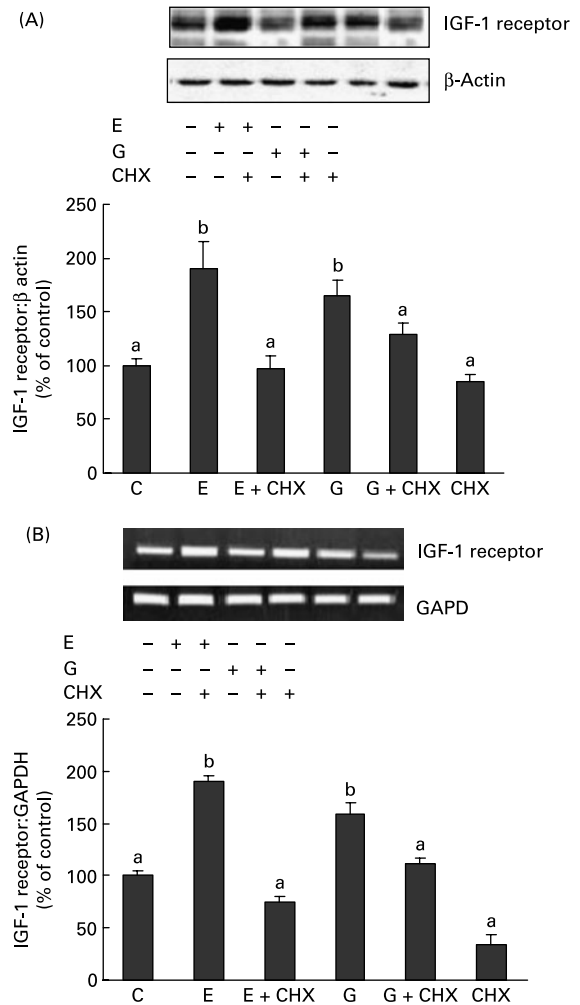 (A)
IGF-1 receptor
β-Actin
E – + + – – –
G – – – + + –
CHX – – + – + +
IGF-1 receptor:β actin
(% of control)
250
200
150
100
50
0
a
b
a
b
a
a
C E E + CHX G G + CHX CHX
(B)
IGF-1 receptor
GAPD
E – + + – – –
G – – – + + –
CHX – – + – + +
IGF-1 receptor:GAPDH
(% of control)
250
200
150
100
50
0
a
b
a
b
a
a
C E E + CHX G G + CHX CHX